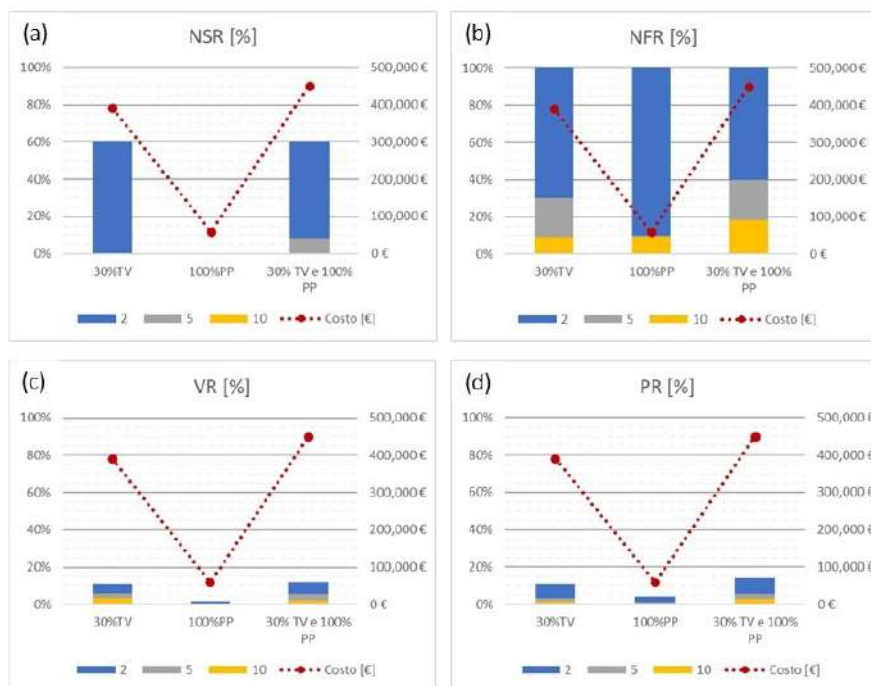 (a)
NSR [%]
100%
80%
60%
40%
20%
0%
500,000 €
400,000 €
300,000 €
200,000 €
100,000 €
0 €
30%TV
100%PP
30% TV e 100%
PP
2
5
10
Costo [€]
(b)
NFR [%]
100%
80%
60%
40%
20%
0%
500,000 €
400,000 €
300,000 €
200,000 €
100,000 €
0 €
30%TV
100%PP
30% TV e 100%
PP
2
5
10
Costo [€]
(c)
VR [%]
100%
80%
60%
40%
20%
0%
500,000 €
400,000 €
300,000 €
200,000 €
100,000 €
0 €
30%TV
100%PP
30% TV e 100%
PP
2
5
10
Costo [€]
(d)
PR [%]
100%
80%
60%
40%
20%
0%
500,000 €
400,000 €
300,000 €
200,000 €
100,000 €
0 €
30%TV
100%PP
30% TV e 100%
PP
2
5
10
Costo [€]